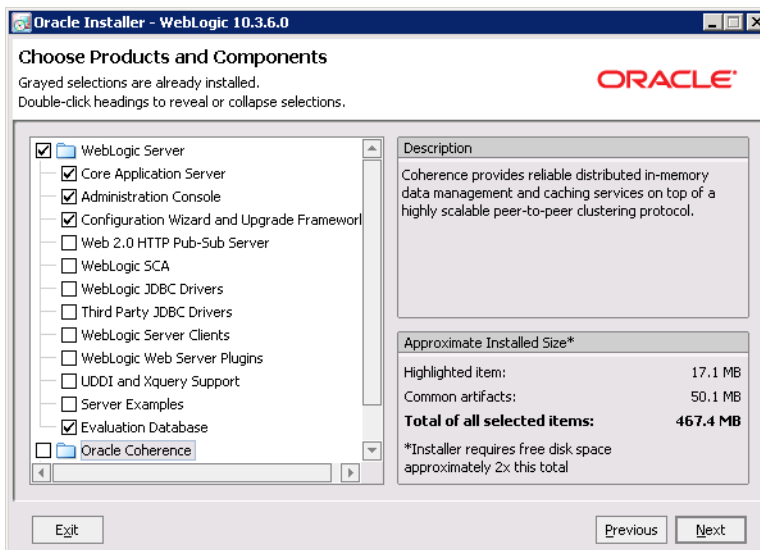 Oracle Installer - WebLogic 10.3.6.0
Choose Products and Components
Grayed selections are already installed.
Double-click headings to reveal or collapse selections.
ORACLE
WebLogic Server
Core Application Server
Administration Console
Configuration Wizard and Upgrade Framework
Web 2.0 HTTP Pub-Sub Server
WebLogic SCA
WebLogic JDBC Drivers
Third Party JDBC Drivers
WebLogic Server Clients
WebLogic Web Server Plugins
UDDI and Xquery Support
Server Examples
Evaluation Database
Oracle Coherence
Description
Coherence provides reliable distributed in-memory
data management and caching services on top of a
highly scalable peer-to-peer clustering protocol.
Approximate Installed Size*
Highlighted item: 17.1 MB
Common artifacts: 50.1 MB
Total of all selected items: 467.4 MB
*Installer requires free disk space
approximately 2x this total
Exit
Previous
Next